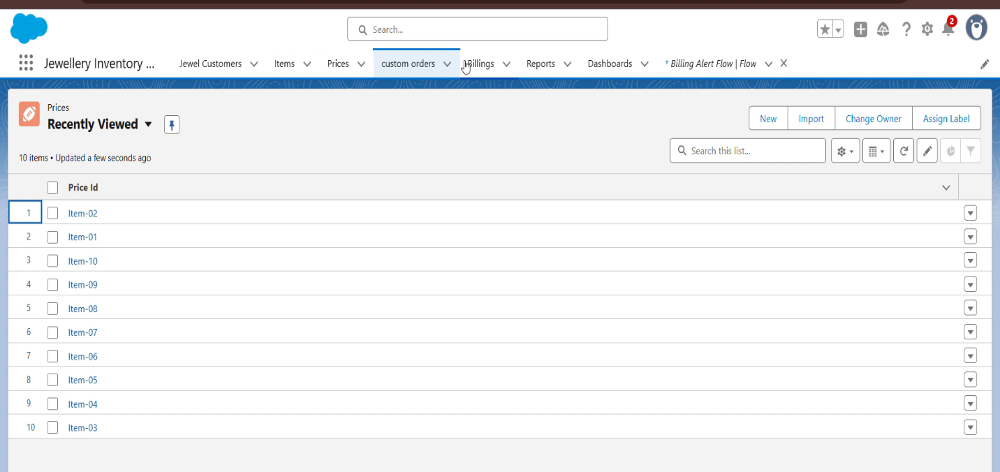 Search...
2
Jewellery Inventory ... Jewel Customers Items Prices custom orders Billings Reports Dashboards * Billing Alert Flow | Flow
Prices
Recently Viewed
New Import Change Owner Assign Label
10 items • Updated a few seconds ago
Search this list...
Price Id
1 Item-02
2 Item-01
3 Item-10
4 Item-09
5 Item-08
6 Item-07
7 Item-06
8 Item-05
9 Item-04
10 Item-03